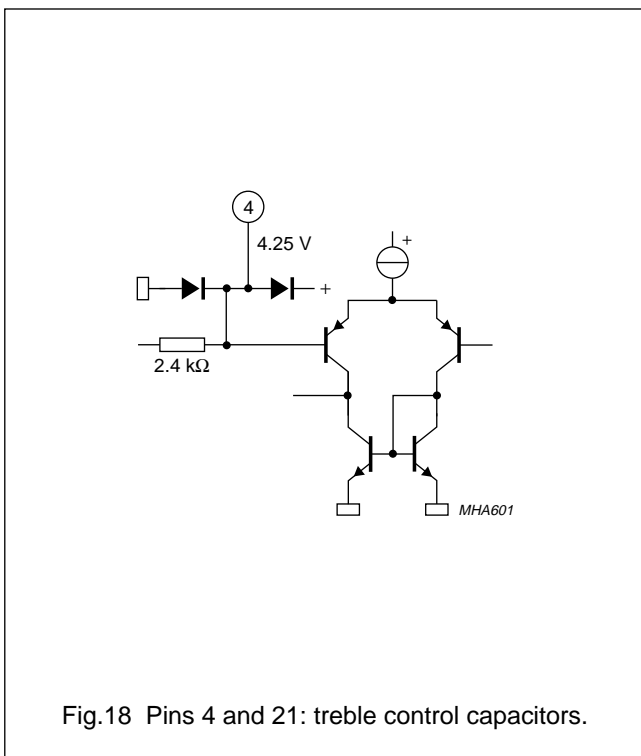 4
4.25 V
+
+
2.4 kΩ
MHA601
Fig.18 Pins 4 and 21: treble control capacitors.